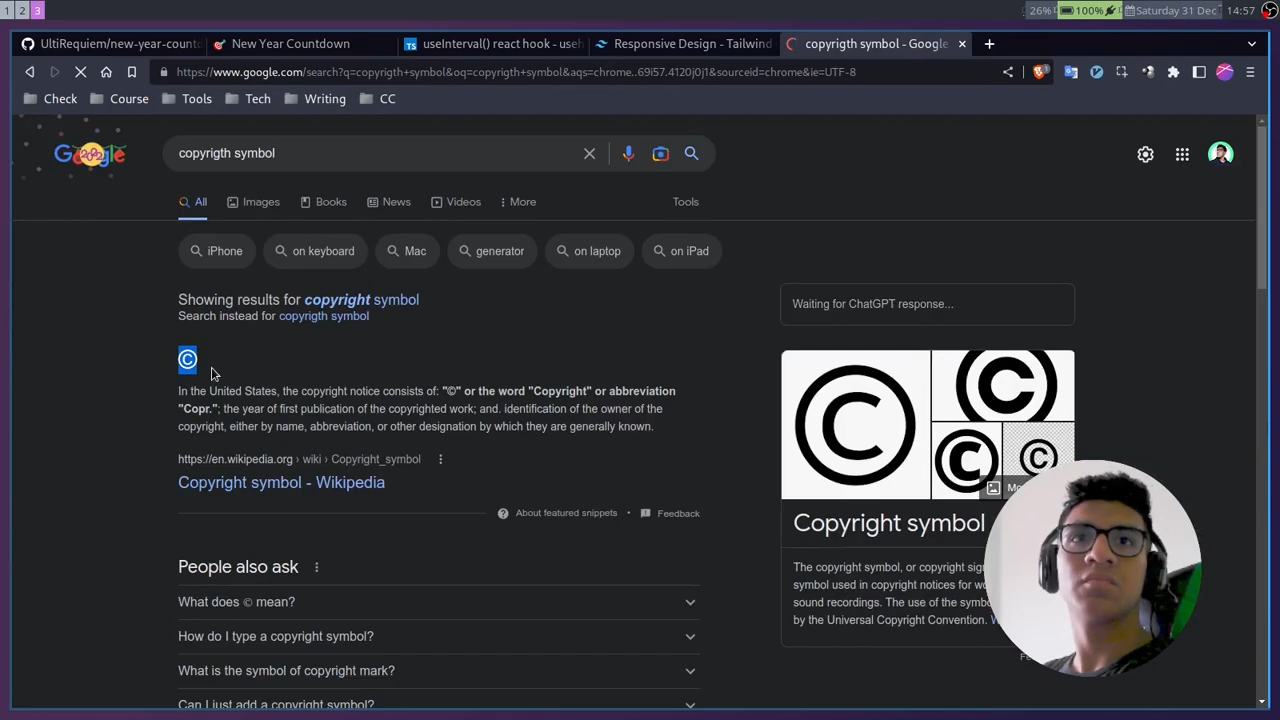 1 2 3
26% 100% Saturday 31 Dec 14:57
UltiRequiem/new-year-countd
New Year Countdown
useInterval() react hook - useh
Responsive Design - Tailwind
copyrigth symbol - Google
https://www.google.com/search?q=copyrigth+symbol&oq=copyrigth+symbol&aqs=chrome..69i57.4120j0j1&sourceid=chrome&ie=UTF-8
Check Course Tools Tech Writing CC
Google
copyrigth symbol
All Images Books News Videos More Tools
iPhone on keyboard Mac generator on laptop on iPad
Showing results for copyright symbol
Search instead for copyrigth symbol
©
In the United States, the copyright notice consists of: "©" or the word "Copyright" or abbreviation
"Copr."; the year of first publication of the copyrighted work; and. identification of the owner of the
copyright, either by name, abbreviation, or other designation by which they are generally known.
https://en.wikipedia.org › wiki › Copyright_symbol
Copyright symbol - Wikipedia
About featured snippets • Feedback
People also ask
What does © mean?
How do I type a copyright symbol?
What is the symbol of copyright mark?
Can I just add a copyright symbol?
Waiting for ChatGPT response...
Copyright symbol
The copyright symbol, or copyright sig
symbol used in copyright notices for wo
sound recordings. The use of the symbo
by the Universal Copyright Convention. W